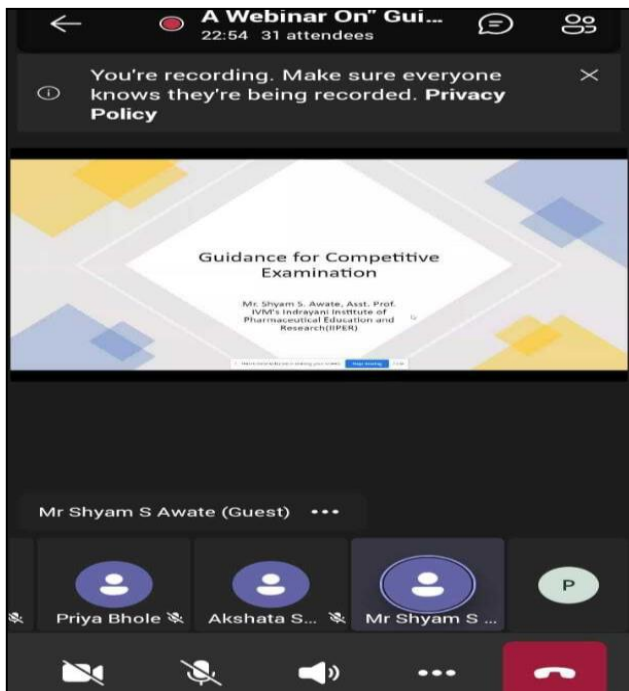 A Webinar On" Gui...
22:54 31 attendees
You're recording. Make sure everyone
knows they're being recorded. Privacy
Policy
Guidance for Competitive
Examination
Mr. Shyam S. Awate, Asst. Prof.
IVM's Indrayani Institute of
Pharmaceutical Education and
Research(IIPER)
Stop sharing
Mr Shyam S Awate (Guest)
Priya Bhole
Akshata S...
Mr Shyam S ...
P